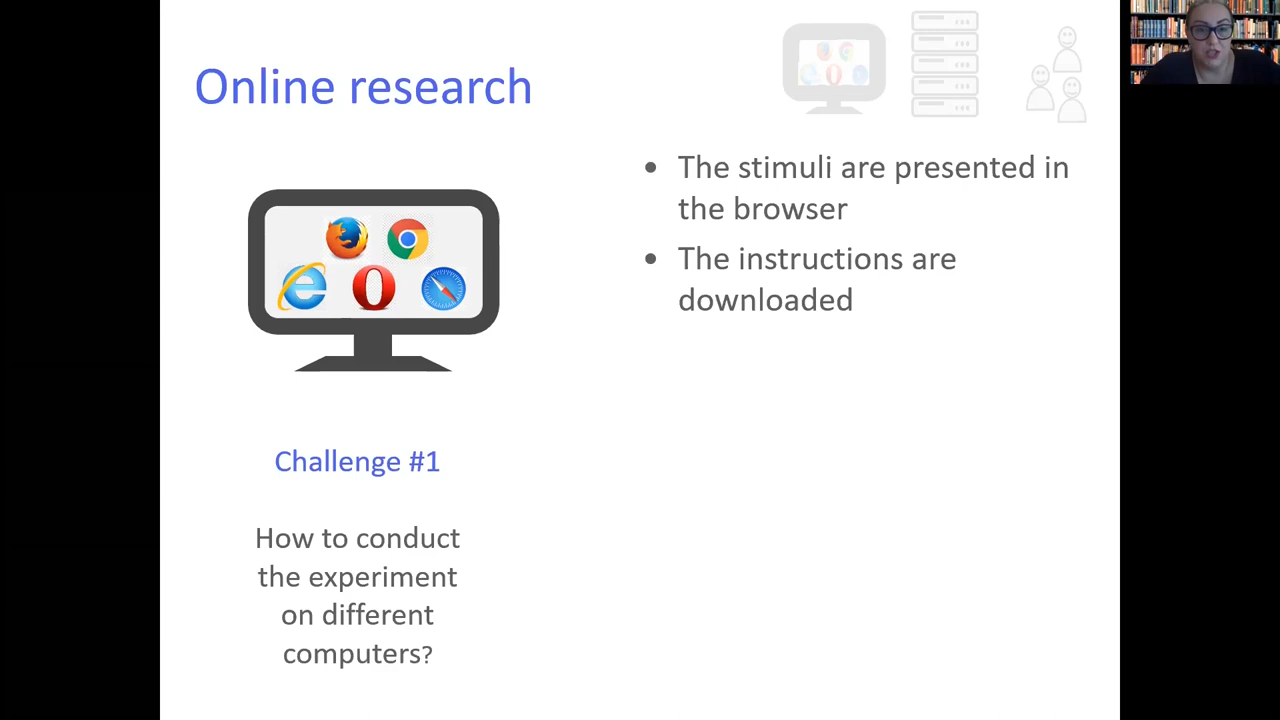 Online research
• The stimuli are presented in
the browser
• The instructions are
downloaded
Challenge #1
How to conduct
the experiment
on different
computers?